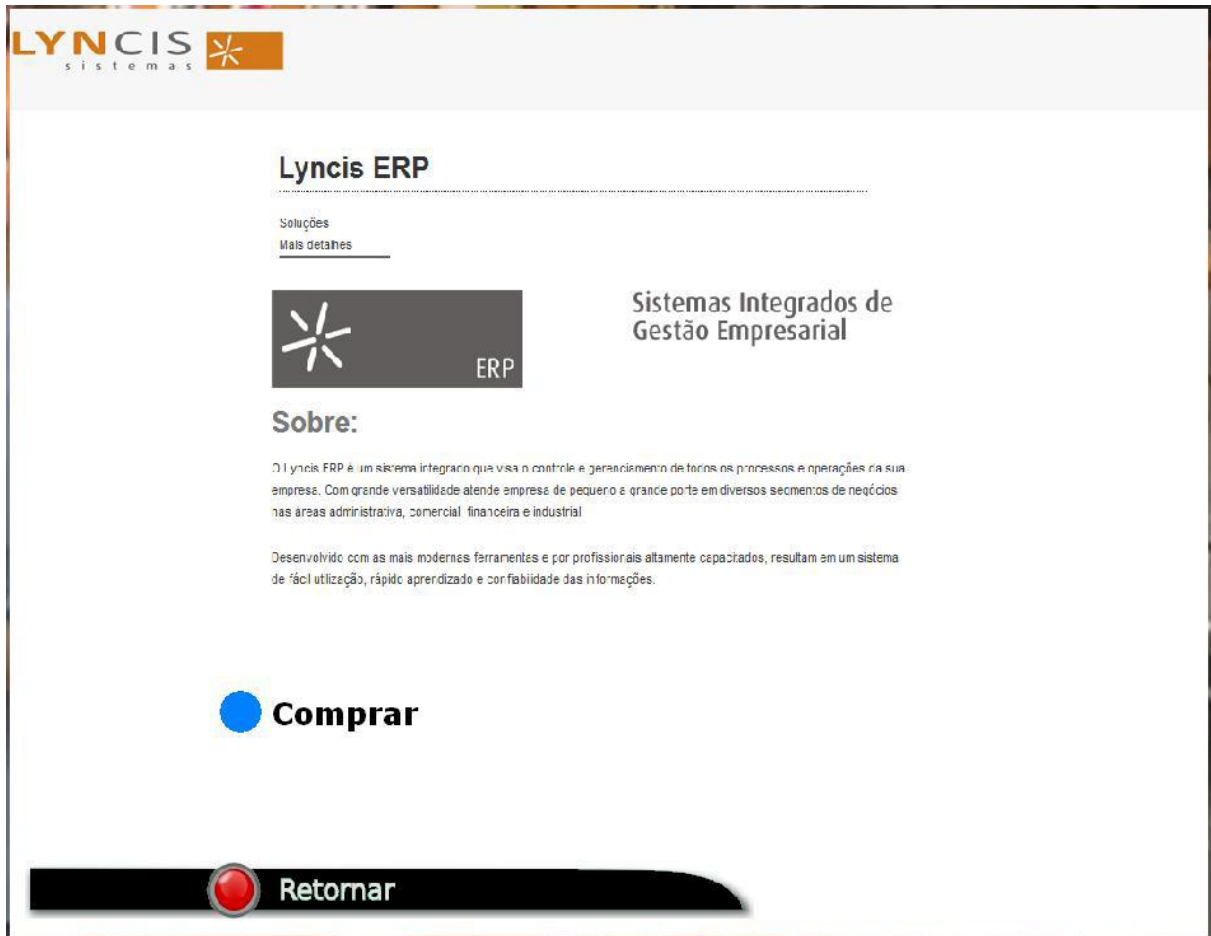 LYNCIS
sistemas
Lyncis ERP
Soluções
Mais detalhes
Sistemas Integrados de
Gestão Empresarial
ERP
Sobre:
O Lyncis ERP é um sistema integrado que visa o controle e gerenciamento de todos os processos e operações da sua
empresa. Com grande versatilidade atende empresa de pequeno a grande porte em diversos segmentos de negócios
nas áreas administrativa, comercial, financeira e industrial
Desenvolvido com as mais modernas ferramentas e por profissionais altamente capacitados, resultam em um sistema
de fácil utilização, rápido aprendizado e confiabilidade das informações.
Comprar
Retornar